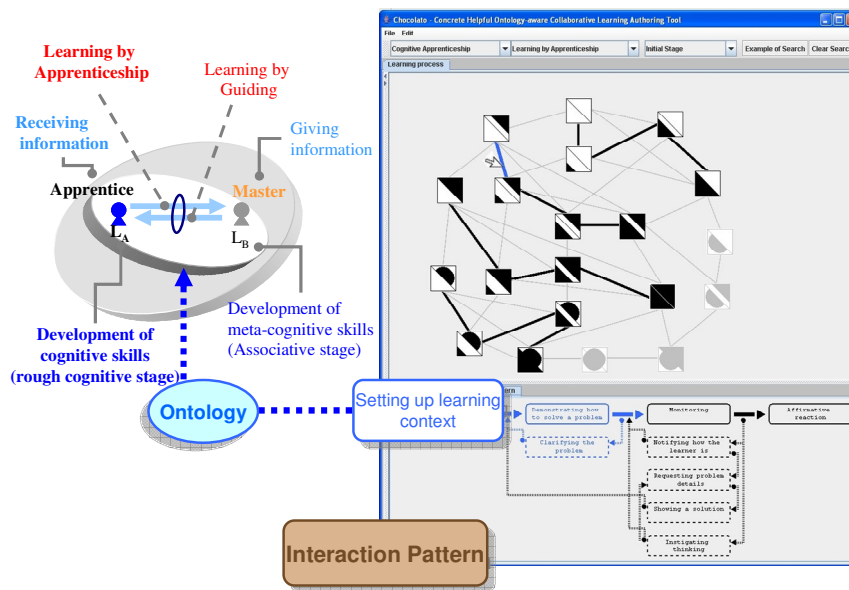 Learning by
Apprenticeship
Learning by
Guiding
Receiving
information
Giving
information
Apprentice
Master
L_A
L_B
Development of
cognitive skills
(rough cognitive stage)
Development of
meta-cognitive skills
(Associative stage)
Ontology
Setting up learning
context
Interaction Pattern
Chocolato - Concrete Helpful Ontology-aware Collaborative Learning Authoring Tool
File Edit
Cognitive Apprenticeship
Learning by Apprenticeship
Initial Stage
Example of Search
Clear Searc
Learning process
Demonstrating how
to solve a problem
Monitoring
Affirmative
reaction
Clarifying the
problem
Notifying how the
learner is
Requesting problem
details
Showing a solution
Instigating
thinking